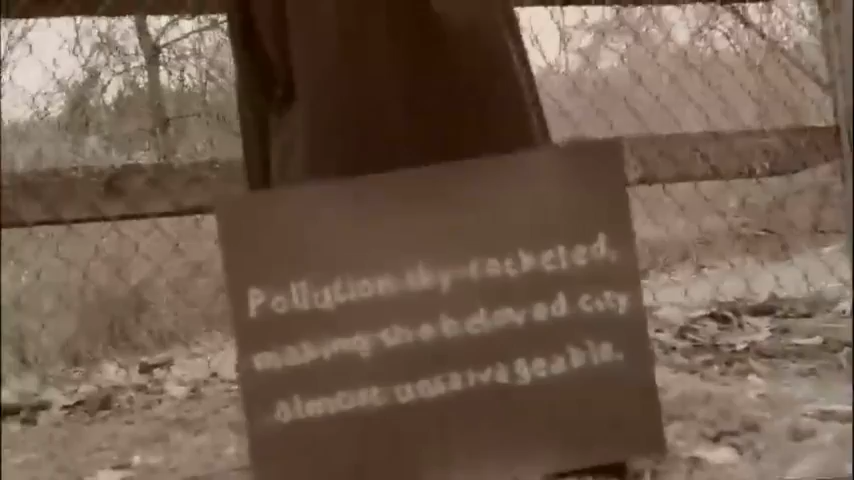 Pollution sky-rocketed,
making the beloved city
almost unsalvageable.